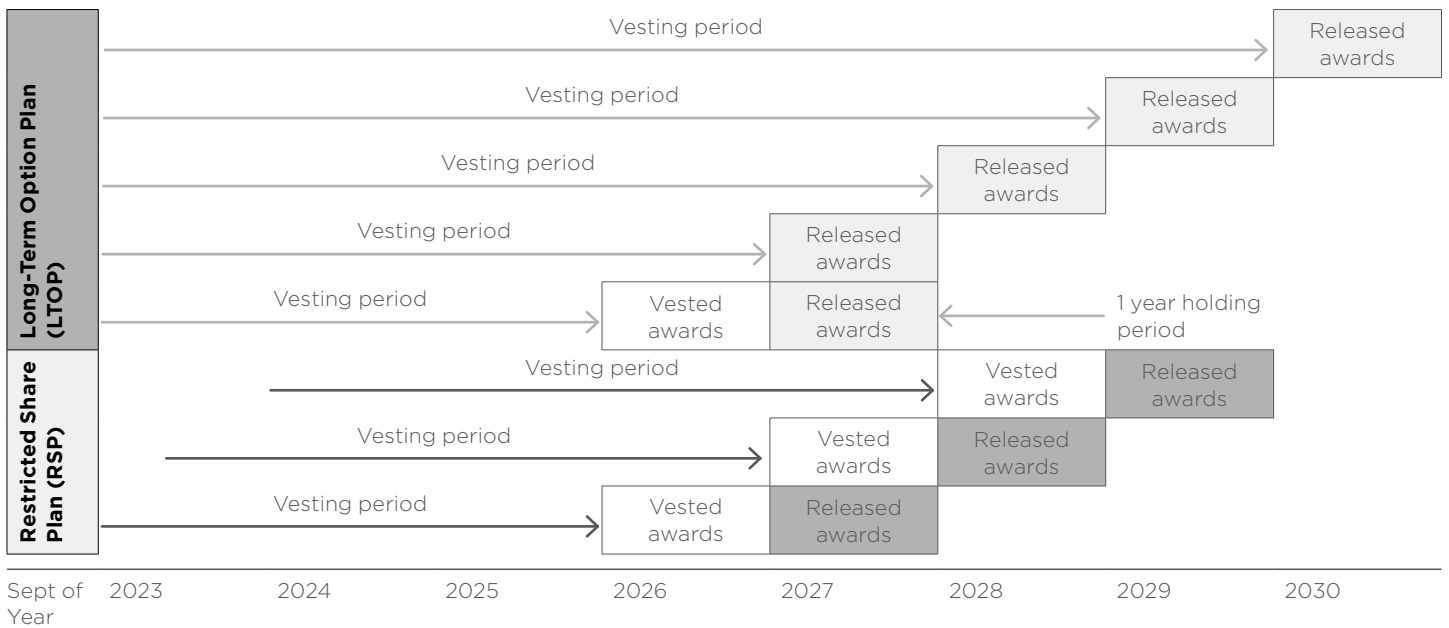 Long-Term Option Plan
(LTOP)
Vesting period
Released
awards
Vesting period
Released
awards
Vesting period
Released
awards
Vesting period
Released
awards
Vesting period
Vested
awards
Released
awards
1 year holding
period
Restricted Share
Plan (RSP)
Vesting period
Vested
awards
Released
awards
Vesting period
Vested
awards
Released
awards
Vesting period
Vested
awards
Released
awards
Sept of
Year
2023
2024
2025
2026
2027
2028
2029
2030